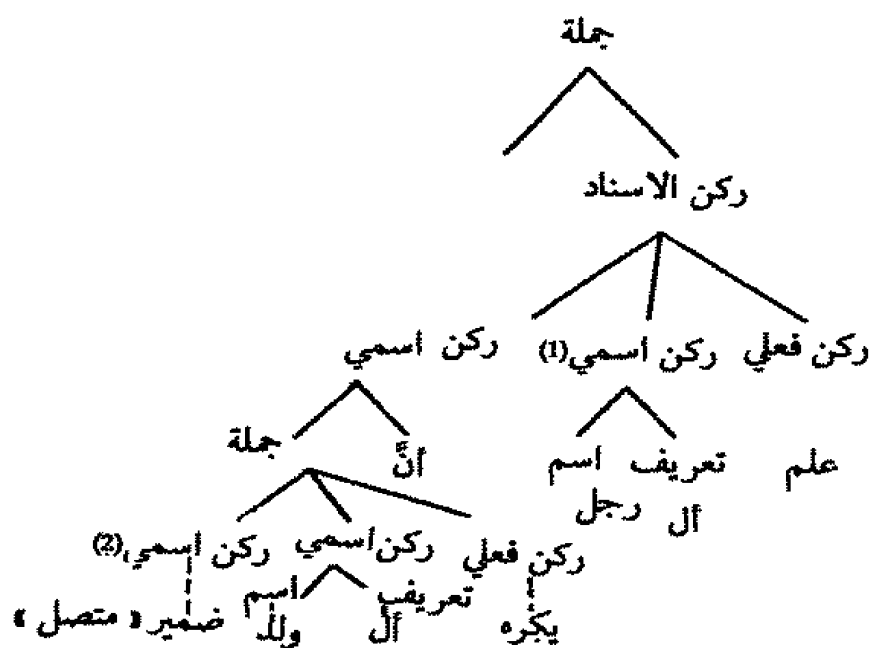 جملة
ركن الاسناد
ركن فعلي ركن اسمي(1) ركن اسمي
علم تعريف اسم أنَّ جملة
أل رجل
ركن فعلي ركن اسمي ركن اسمي(2)
يكره تعريف اسم ضمير « متصل »
أل ولد